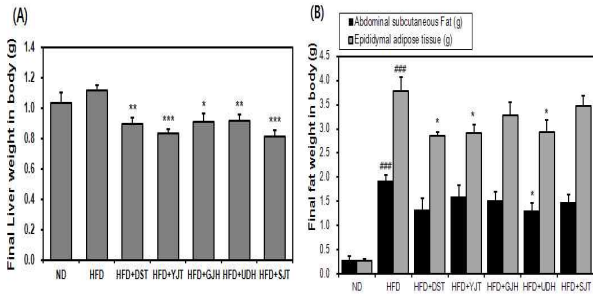 (A)
Final Liver weight in body (g)
1.4
1.2
1.0
0.8
0.6
0.4
0.2
0.0
** *** * ** ***
ND HFD HFD+DST HFD+YJT HFD+GJH HFD+UDH HFD+SJT
(B)
Abdominal subcutaneous Fat (g)
Epididymal adipose tissue (g)
Final fat weight in body (g)
4.5
4.0
3.5
3.0
2.5
2.0
1.5
1.0
0.5
0.0
###
* * *
###
*
ND HFD HFD+DST HFD+YJT HFD+GJH HFD+UDH HFD+SJT